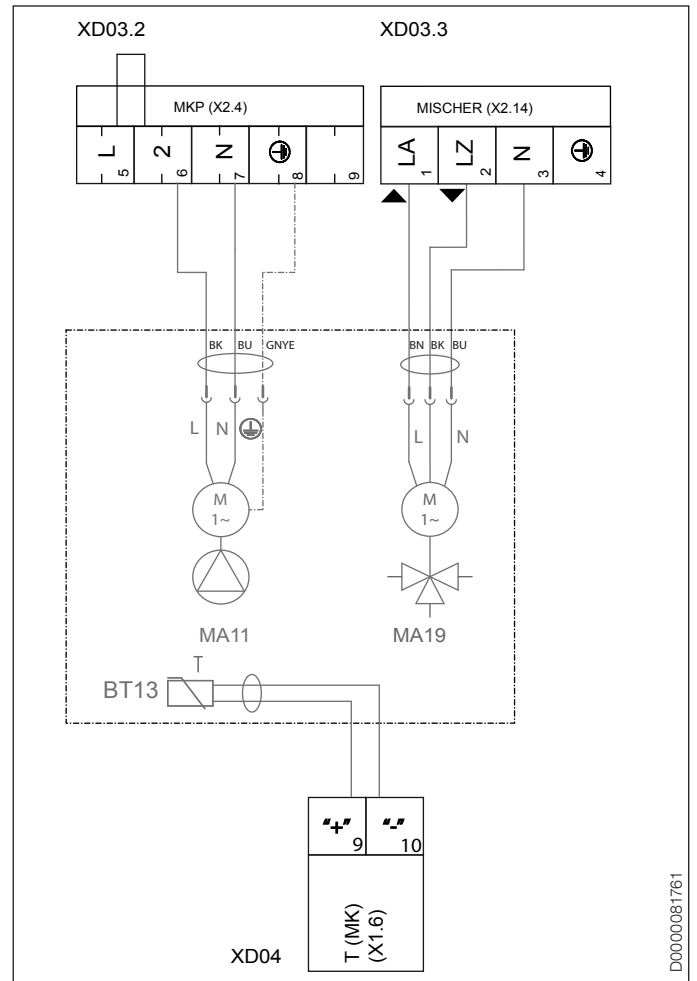 XD03.2 XD03.3
MKP (X2.4) MISCHER (X2.14)
L 5 2 6 N 7 8 9 LA 1 LZ 2 N 3 4
BK BU GNYE BN BK BU
L N L N
M M
1~ 1~
MA11 MA19
T
BT13
"+" 9 "-" 10
T (MK)
(X1.6)
XD04
D0000081761